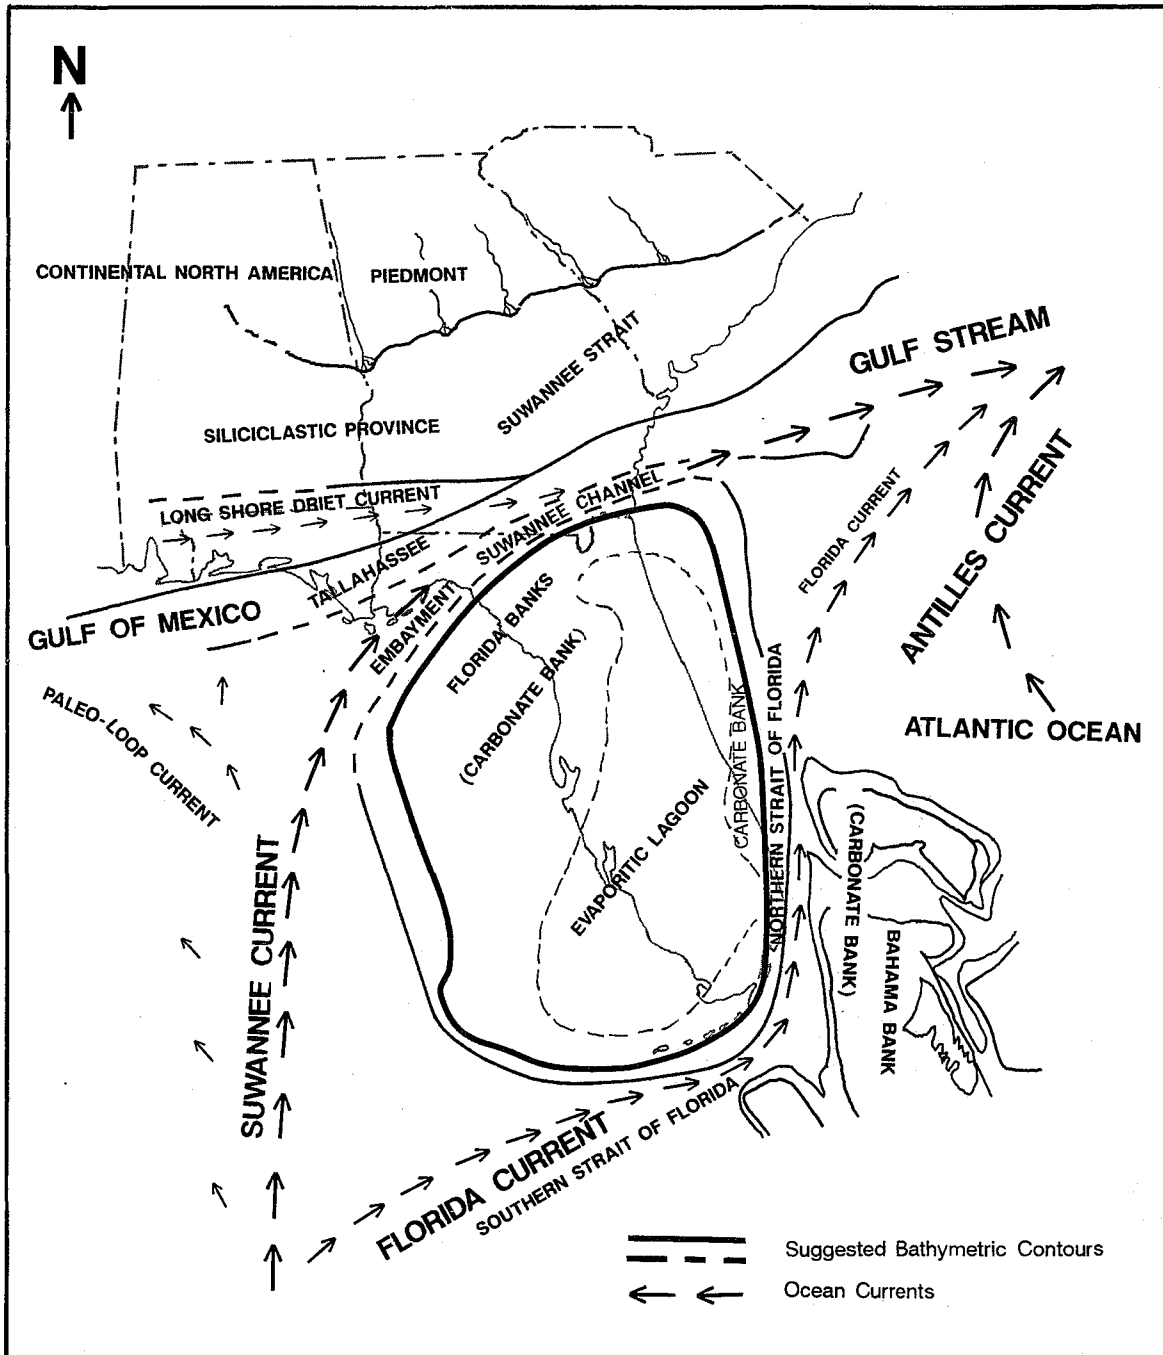 N
CONTINENTAL NORTH AMERICA
PIEDMONT
SUWANNEE STRAIT
GULF STREAM
SILICICLASTIC PROVINCE
LONG SHORE DRIET CURRENT
SUWANNEE CHANNEL
TALLAHASSEE
EMBAYMENT
GULF OF MEXICO
FLORIDA BANKS
(CARBONATE BANK)
FLORIDA CURRENT
ANTILLES CURRENT
PALEO-LOOP CURRENT
CARBONATE BANK
NORTHERN STRAIT OF FLORIDA
ATLANTIC OCEAN
EVAPORITIC LAGOON
SUWANNEE CURRENT
(CARBONATE BANK)
BAHAMA BANK
FLORIDA CURRENT
SOUTHERN STRAIT OF FLORIDA
Suggested Bathymetric Contours
Ocean Currents